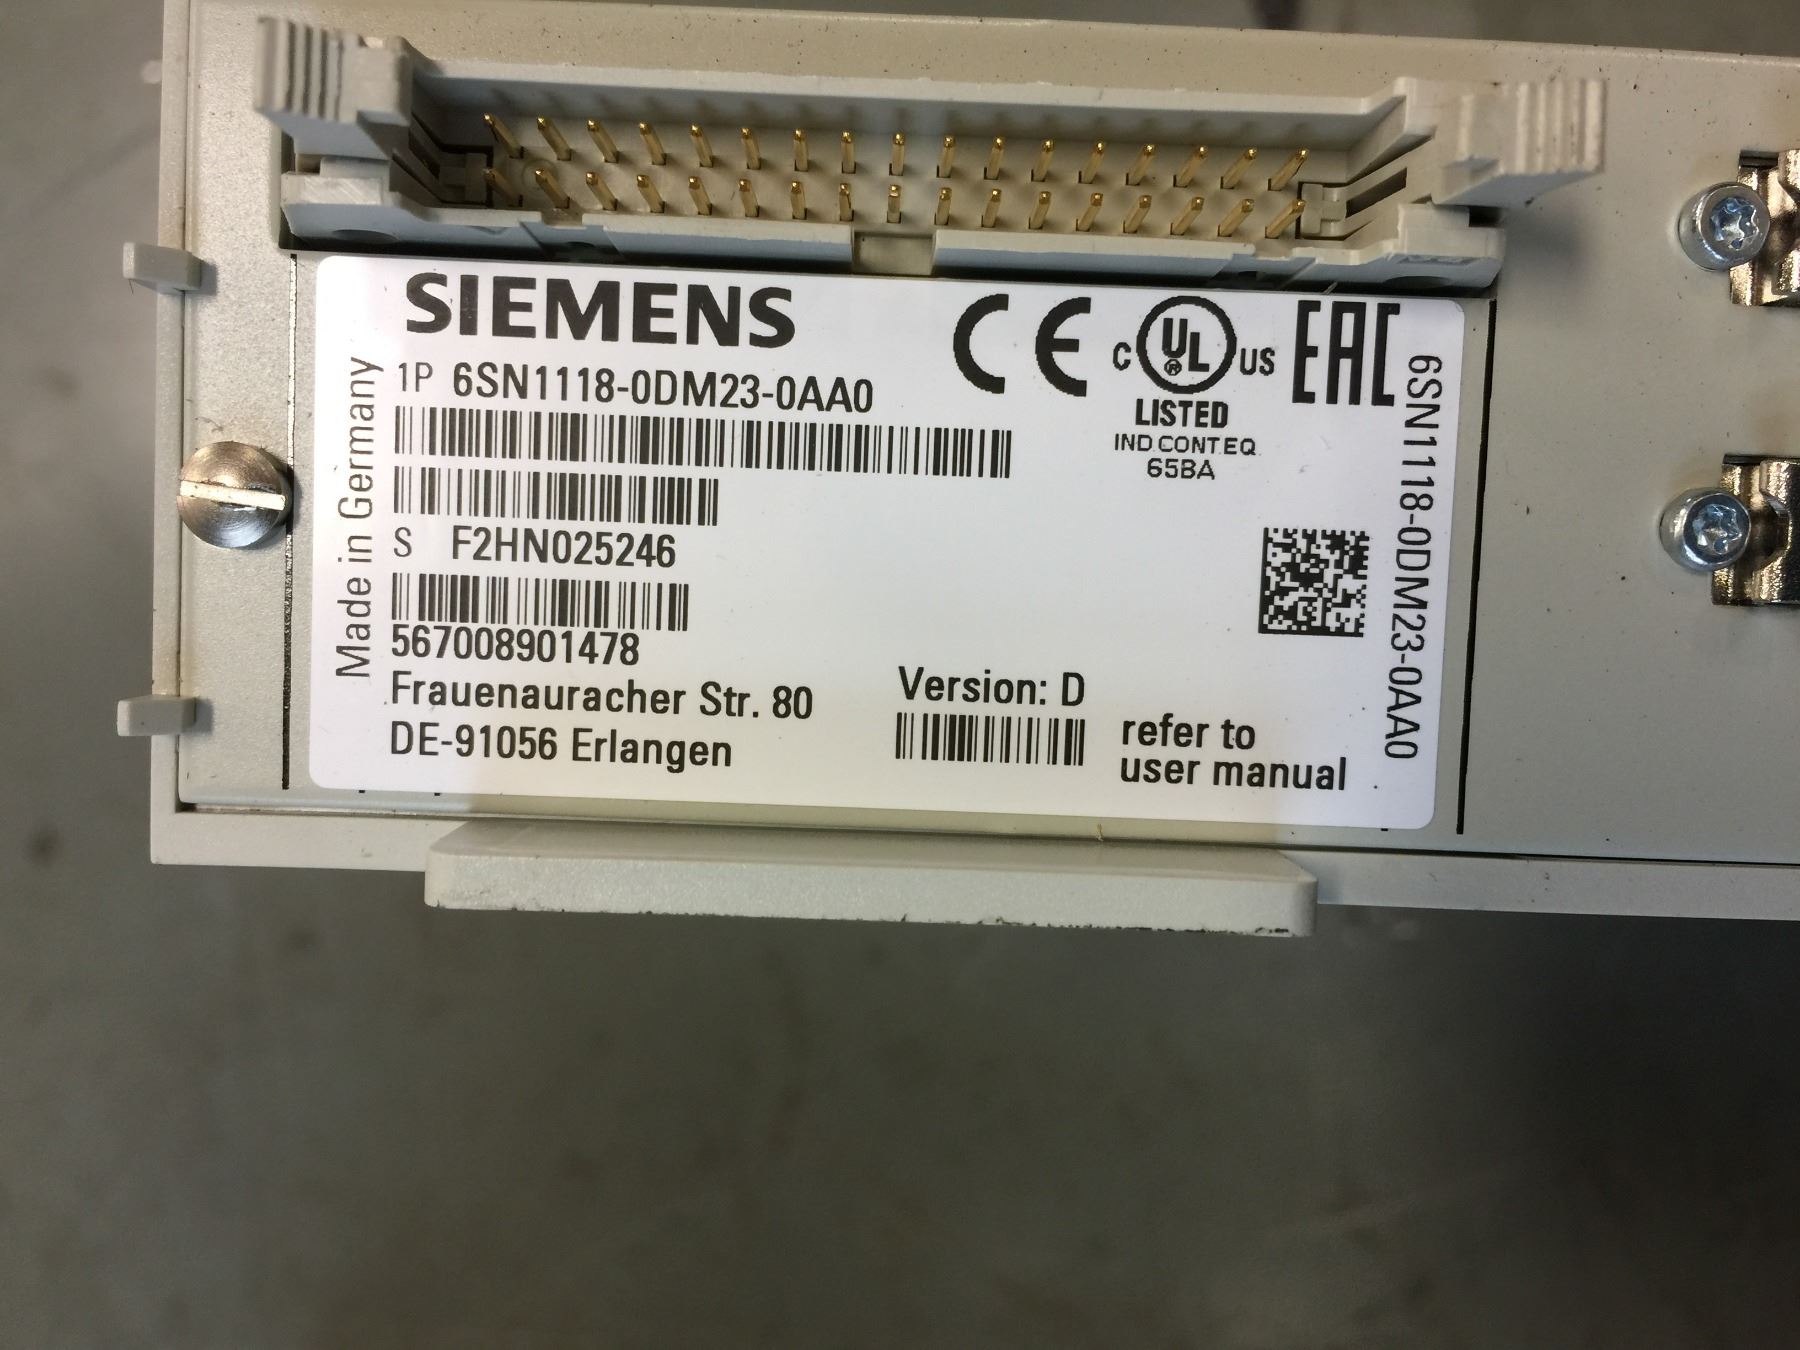 SIEMENS
1P 6SN1118-0DM23-0AA0
S F2HN025246
567008901478
Frauenauracher Str. 80
DE-91056 Erlangen
Made in Germany
CE
C UL® US
LISTED
IND.CONT.EQ
65BA
EAC
Version: D
refer to
user manual
6SN1118-0DM23-0AA0